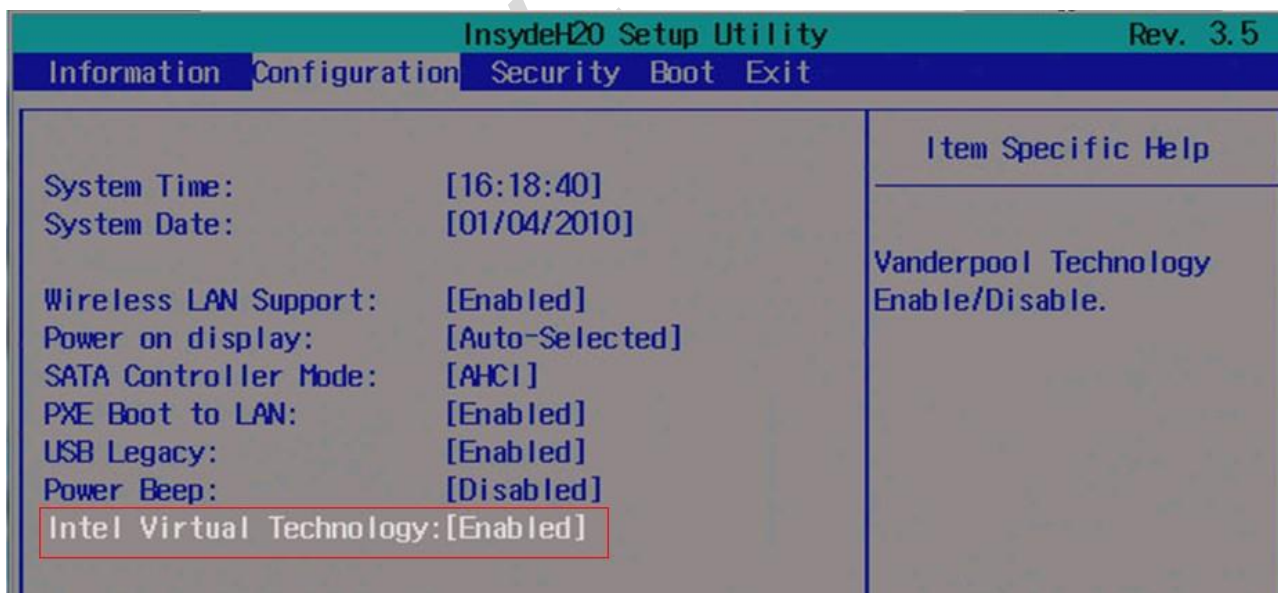 InsydeH2O Setup Utility Rev. 3.5
Information Configuration Security Boot Exit
Item Specific Help
System Time: [16:18:40]
System Date: [01/04/2010]
Vanderpool Technology
Enable/Disable.
Wireless LAN Support: [Enabled]
Power on display: [Auto-Selected]
SATA Controller Mode: [AHCI]
PXE Boot to LAN: [Enabled]
USB Legacy: [Enabled]
Power Beep: [Disabled]
Intel Virtual Technology:[Enabled]